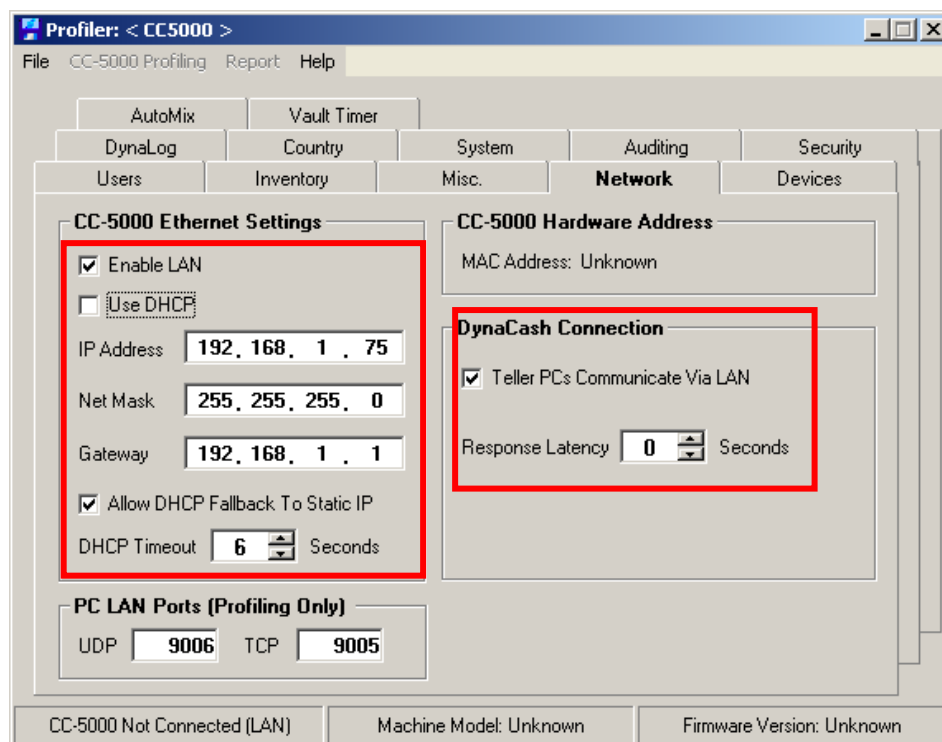 Profiler: < CC5000 >
File CC-5000 Profiling Report Help
AutoMix Vault Timer
DynaLog Country System Auditing Security
Users Inventory Misc. Network Devices
CC-5000 Ethernet Settings
Enable LAN
Use DHCP
IP Address 192. 168. 1 . 75
Net Mask 255. 255. 255. 0
Gateway 192. 168. 1 . 1
Allow DHCP Fallback To Static IP
DHCP Timeout 6 Seconds
PC LAN Ports (Profiling Only)
UDP 9006 TCP 9005
CC-5000 Hardware Address
MAC Address: Unknown
DynaCash Connection
Teller PCs Communicate Via LAN
Response Latency 0 Seconds
CC-5000 Not Connected (LAN) Machine Model: Unknown Firmware Version: Unknown